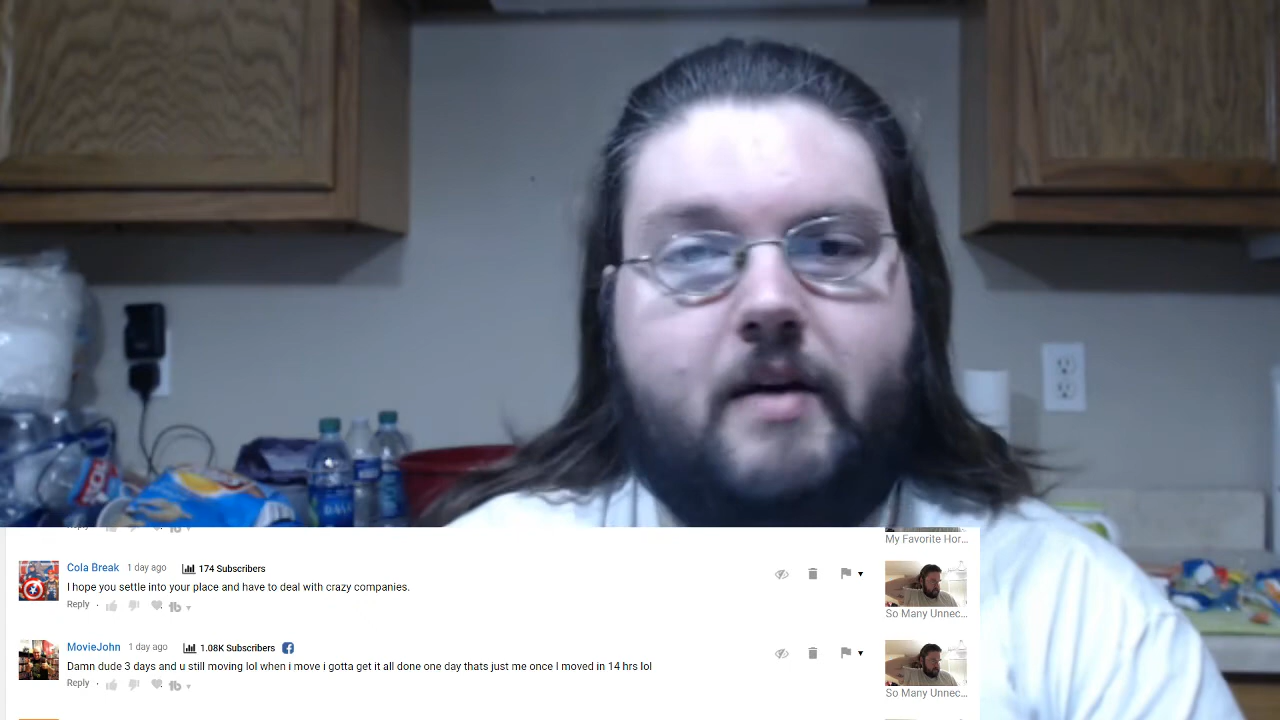 DASANI
Reply
My Favorite Hor...
Cola Break 1 day ago 174 Subscribers
I hope you settle into your place and have to deal with crazy companies.
Reply
So Many Unnec...
MovieJohn 1 day ago 1.08K Subscribers
Damn dude 3 days and u still moving lol when i move i gotta get it all done one day thats just me once I moved in 14 hrs lol
Reply
So Many Unnec...